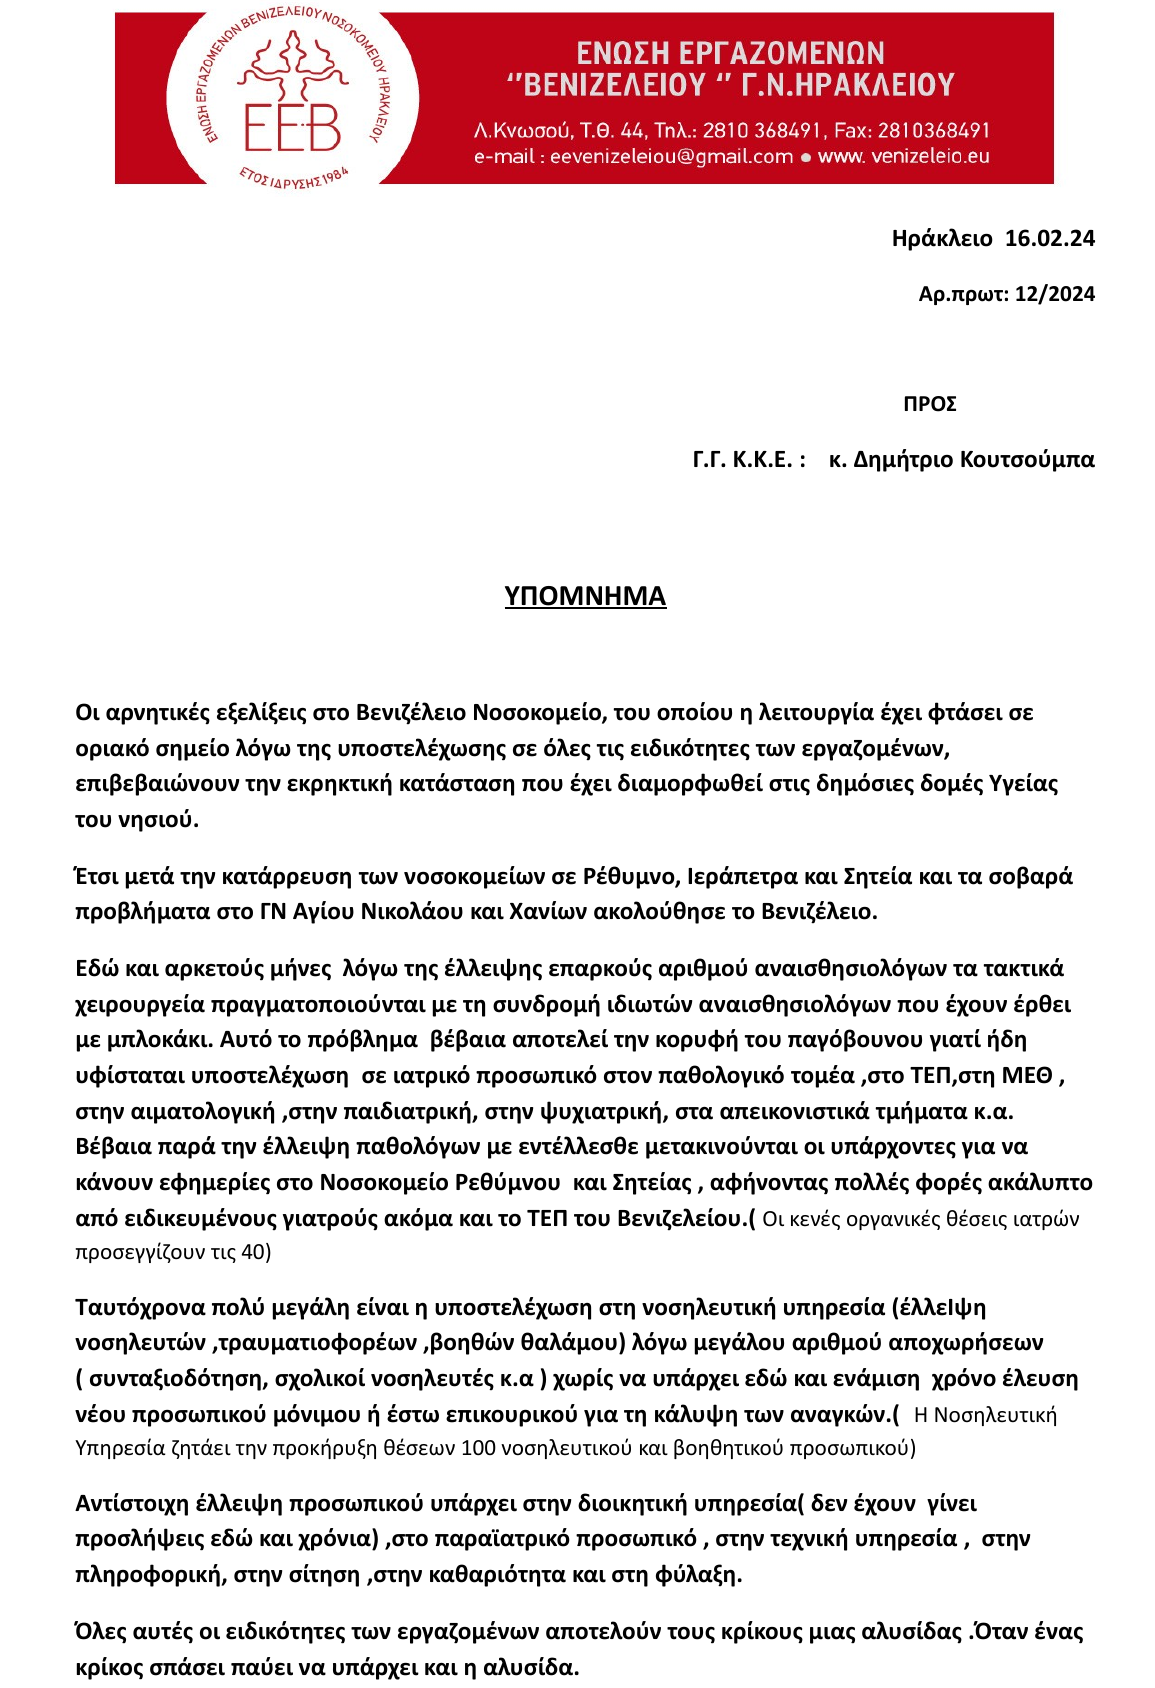 ΕΝΩΣΗ ΕΡΓΑΖΟΜΕΝΩΝ ΒΕΝΙΖΕΛΕΙΟΥ ΝΟΣΟΚΟΜΕΙΟΥ ΗΡΑΚΛΕΙΟΥ
ΕΕΒ
ΕΤΟΣ ΙΔΡΥΣΗΣ 1984
ΕΝΩΣΗ ΕΡΓΑΖΟΜΕΝΩΝ
‘’ΒΕΝΙΖΕΛΕΙΟΥ ‘’ Γ.Ν.ΗΡΑΚΛΕΙΟΥ
Λ.Κνωσού, Τ.Θ. 44, Τηλ.: 2810 368491, Fax: 2810368491
e-mail : eevenizeleiou@gmail.com ● www. venizeleio.eu
Ηράκλειο  16.02.24
Αρ.πρωτ: 12/2024
ΠΡΟΣ
Γ.Γ. Κ.Κ.Ε. :    κ. Δημήτριο Κουτσούμπα
ΥΠΟΜΝΗΜΑ
Οι αρνητικές εξελίξεις στο Βενιζέλειο Νοσοκομείο, του οποίου η λειτουργία έχει φτάσει σε
οριακό σημείο λόγω της υποστελέχωσης σε όλες τις ειδικότητες των εργαζομένων,
επιβεβαιώνουν την εκρηκτική κατάσταση που έχει διαμορφωθεί στις δημόσιες δομές Υγείας
του νησιού.
Έτσι μετά την κατάρρευση των νοσοκομείων σε Ρέθυμνο, Ιεράπετρα και Σητεία και τα σοβαρά
προβλήματα στο ΓΝ Αγίου Νικολάου και Χανίων ακολούθησε το Βενιζέλειο.
Εδώ και αρκετούς μήνες  λόγω της έλλειψης επαρκούς αριθμού αναισθησιολόγων τα τακτικά
χειρουργεία πραγματοποιούνται με τη συνδρομή ιδιωτών αναισθησιολόγων που έχουν έρθει
με μπλοκάκι. Αυτό το πρόβλημα  βέβαια αποτελεί την κορυφή του παγόβουνου γιατί ήδη
υφίσταται υποστελέχωση  σε ιατρικό προσωπικό στον παθολογικό τομέα ,στο ΤΕΠ,στη ΜΕΘ ,
στην αιματολογική ,στην παιδιατρική, στην ψυχιατρική, στα απεικονιστικά τμήματα κ.α.
Βέβαια παρά την έλλειψη παθολόγων με εντέλλεσθε μετακινούνται οι υπάρχοντες για να
κάνουν εφημερίες στο Νοσοκομείο Ρεθύμνου  και Σητείας , αφήνοντας πολλές φορές ακάλυπτο
από ειδικευμένους γιατρούς ακόμα και το ΤΕΠ του Βενιζελείου.( Οι κενές οργανικές θέσεις ιατρών
προσεγγίζουν τις 40)
Ταυτόχρονα πολύ μεγάλη είναι η υποστελέχωση στη νοσηλευτική υπηρεσία (έλλεΙψη
νοσηλευτών ,τραυματιοφορέων ,βοηθών θαλάμου) λόγω μεγάλου αριθμού αποχωρήσεων
( συνταξιοδότηση, σχολικοί νοσηλευτές κ.α ) χωρίς να υπάρχει εδώ και ενάμιση  χρόνο έλευση
νέου προσωπικού μόνιμου ή έστω επικουρικού για τη κάλυψη των αναγκών.(  Η Νοσηλευτική
Υπηρεσία ζητάει την προκήρυξη θέσεων 100 νοσηλευτικού και βοηθητικού προσωπικού)
Αντίστοιχη έλλειψη προσωπικού υπάρχει στην διοικητική υπηρεσία( δεν έχουν  γίνει
προσλήψεις εδώ και χρόνια) ,στο παραϊατρικό προσωπικό , στην τεχνική υπηρεσία ,  στην
πληροφορική, στην σίτηση ,στην καθαριότητα και στη φύλαξη.
Όλες αυτές οι ειδικότητες των εργαζομένων αποτελούν τους κρίκους μιας αλυσίδας .Όταν ένας
κρίκος σπάσει παύει να υπάρχει και η αλυσίδα.